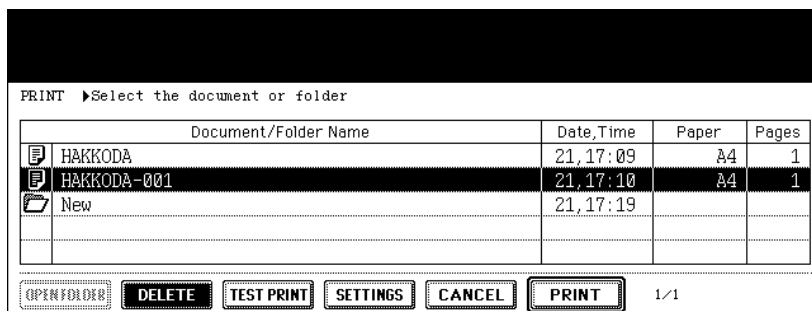 PRINT ▶Select the document or folder
Document/Folder Name Date,Time Paper Pages
HAKKODA 21,17:09 A4 1
HAKKODA-001 21,17:10 A4 1
New 21,17:19
OPEN FOLDER DELETE TEST PRINT SETTINGS CANCEL PRINT 1/1